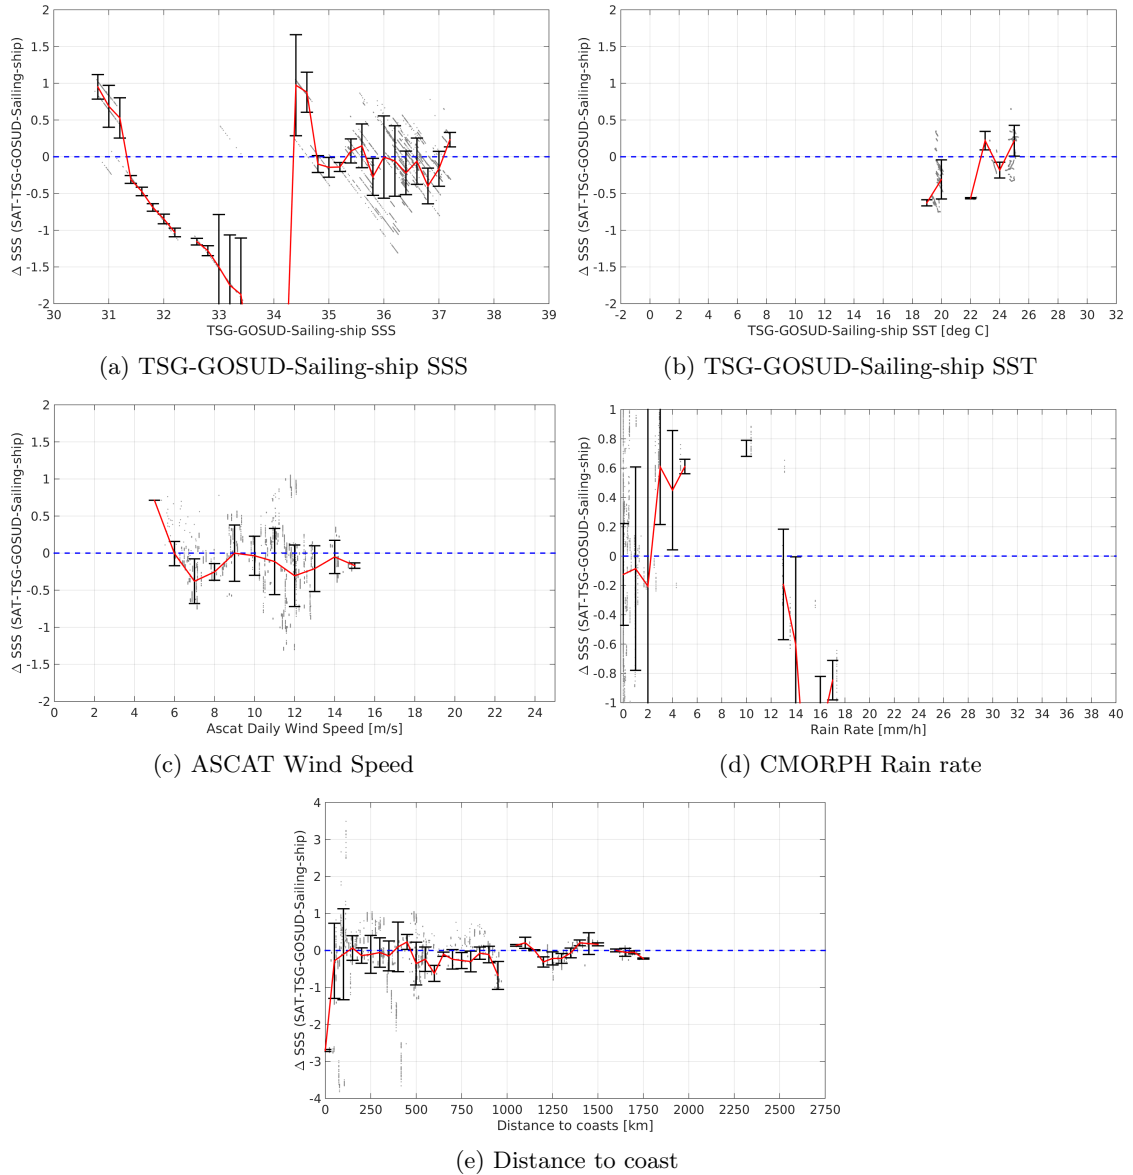 Δ SSS (SAT-TSG-GOSUD-Sailing-ship)
2
1.5
1
0.5
0
-0.5
-1
-1.5
-2
30 31 32 33 34 35 36 37 38 39
TSG-GOSUD-Sailing-ship SSS
(a) TSG-GOSUD-Sailing-ship SSS
Δ SSS (SAT-TSG-GOSUD-Sailing-ship)
2
1.5
1
0.5
0
-0.5
-1
-1.5
-2
-2 0 2 4 6 8 10 12 14 16 18 20 22 24 26 28 30 32
TSG-GOSUD-Sailing-ship SST [deg C]
(b) TSG-GOSUD-Sailing-ship SST
Δ SSS (SAT-TSG-GOSUD-Sailing-ship)
2
1.5
1
0.5
0
-0.5
-1
-1.5
-2
0 2 4 6 8 10 12 14 16 18 20 22 24
Ascat Daily Wind Speed [m/s]
(c) ASCAT Wind Speed
Δ SSS (SAT-TSG-GOSUD-Sailing-ship)
1
0.8
0.6
0.4
0.2
0
-0.2
-0.4
-0.6
-0.8
-1
0 2 4 6 8 10 12 14 16 18 20 22 24 26 28 30 32 34 36 38 40
Rain Rate [mm/h]
(d) CMORPH Rain rate
Δ SSS (SAT-TSG-GOSUD-Sailing-ship)
4
3
2
1
0
-1
-2
-3
-4
0 250 500 750 1000 1250 1500 1750 2000 2250 2500 2750
Distance to coasts [km]
(e) Distance to coast